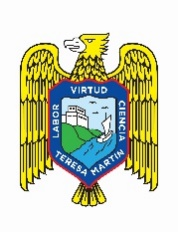 VIRTUD
LABOR
CIENCIA
TERESA MARTIN